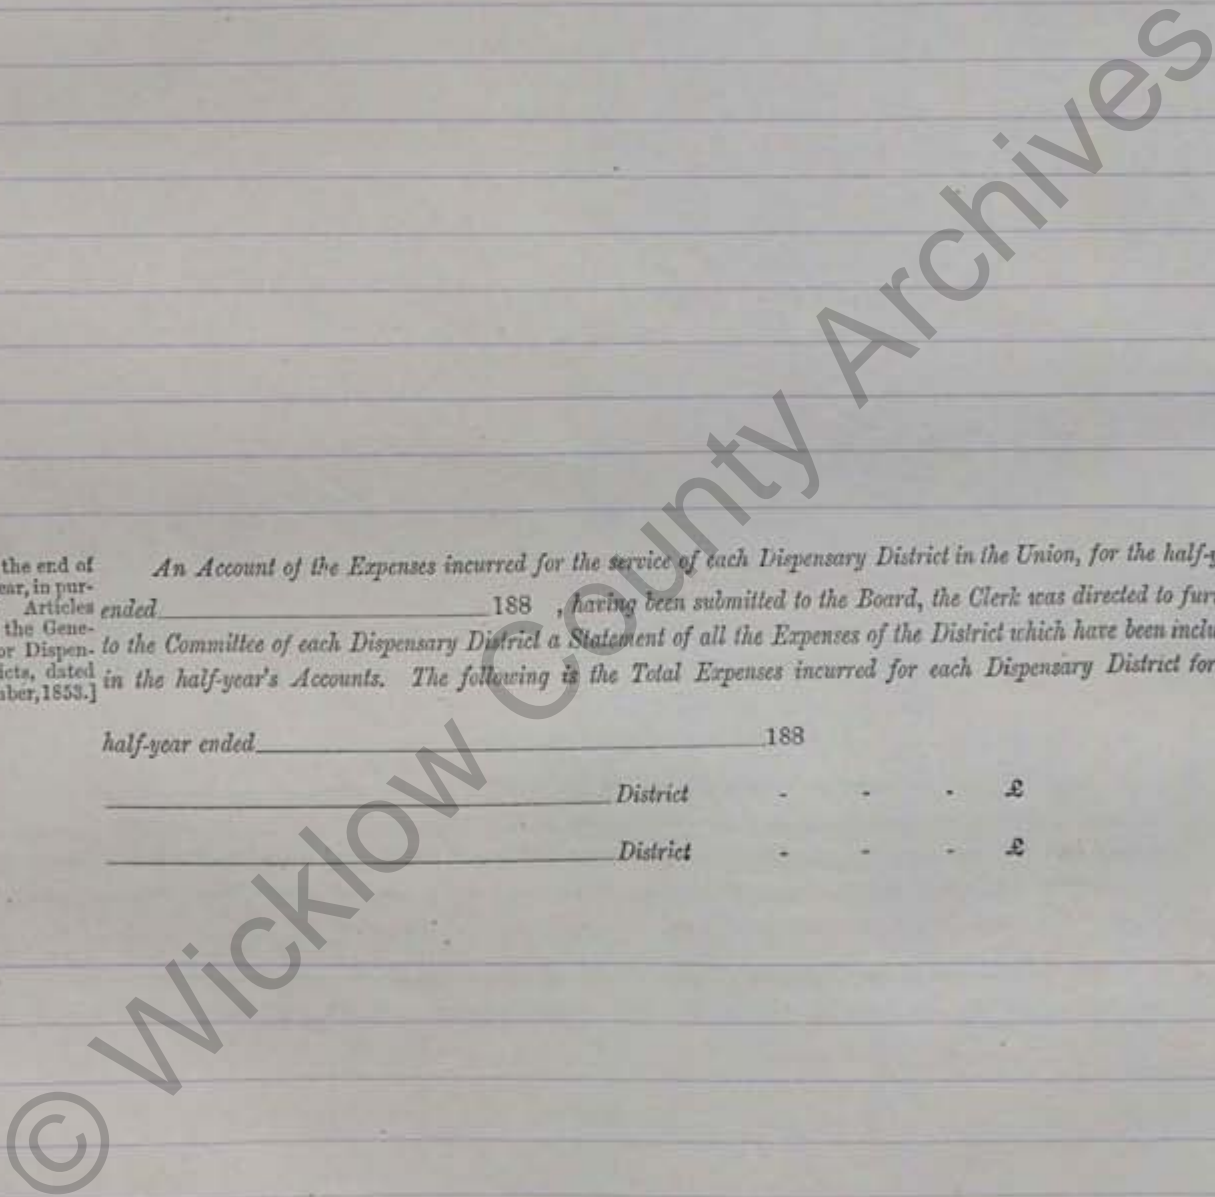 the end of
ear, in pur-
Articles
the Gene-
or Dispen-
icts, dated
ber, 1853.]
An Account of the Expenses incurred for the service of each Dispensary District in the Union, for the half-y
ended 188 , having been submitted to the Board, the Clerk was directed to fur
to the Committee of each Dispensary District a Statement of all the Expenses of the District which have been inclu
in the half-year's Accounts. The following is the Total Expenses incurred for each Dispensary District for
half-year ended 188
District - - - £
District - - - £
© Wicklow County Archives